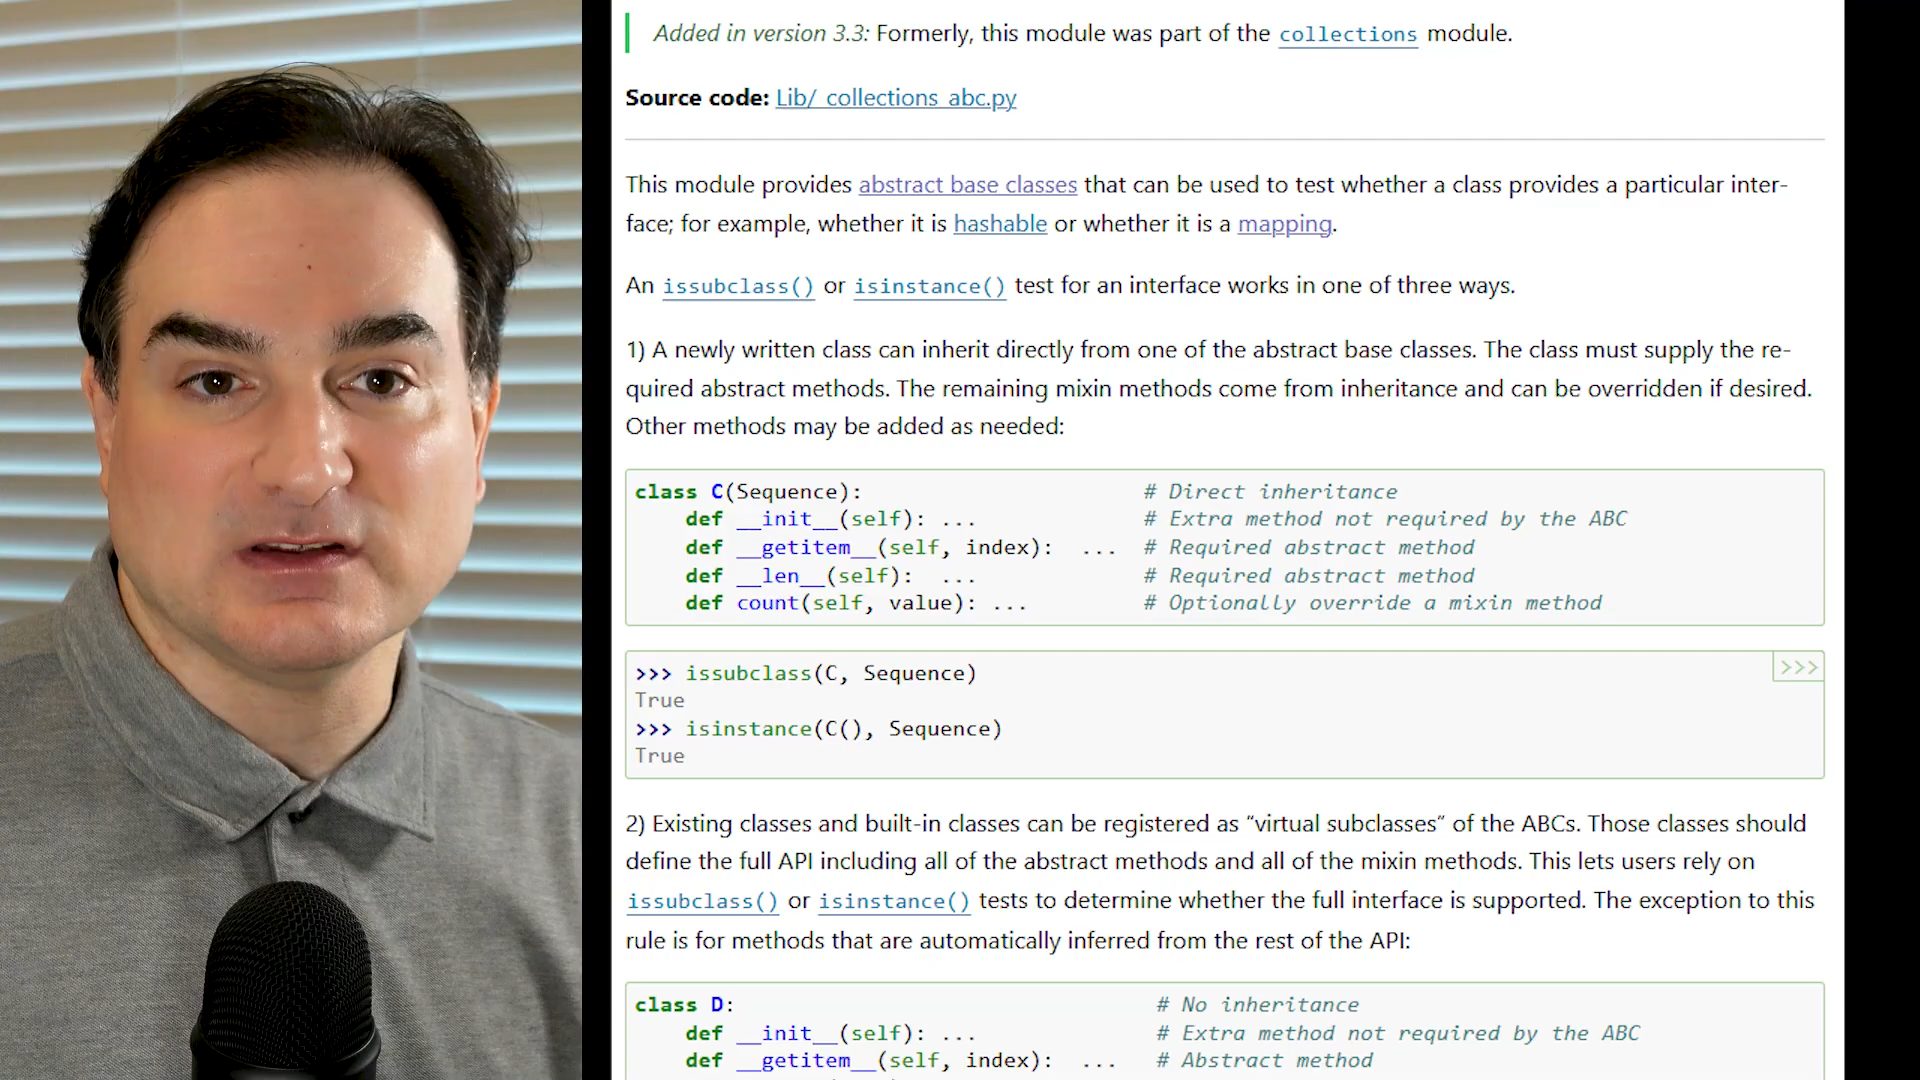 Added in version 3.3: Formerly, this module was part of the collections module.
Source code: Lib/_collections_abc.py
This module provides abstract base classes that can be used to test whether a class provides a particular inter-
face; for example, whether it is hashable or whether it is a mapping.
An issubclass() or isinstance() test for an interface works in one of three ways.
1) A newly written class can inherit directly from one of the abstract base classes. The class must supply the re-
quired abstract methods. The remaining mixin methods come from inheritance and can be overridden if desired.
Other methods may be added as needed:
class C(Sequence):                      # Direct inheritance
    def __init__(self): ...             # Extra method not required by the ABC
    def __getitem__(self, index):  ...  # Required abstract method
    def __len__(self):  ...             # Required abstract method
    def count(self, value): ...         # Optionally override a mixin method
>>> issubclass(C, Sequence)
>>>
True
>>> isinstance(C(), Sequence)
True
2) Existing classes and built-in classes can be registered as “virtual subclasses” of the ABCs. Those classes should
define the full API including all of the abstract methods and all of the mixin methods. This lets users rely on
issubclass() or isinstance() tests to determine whether the full interface is supported. The exception to this
rule is for methods that are automatically inferred from the rest of the API:
class D:                                 # No inheritance
    def __init__(self): ...              # Extra method not required by the ABC
    def __getitem__(self, index):  ...   # Abstract method